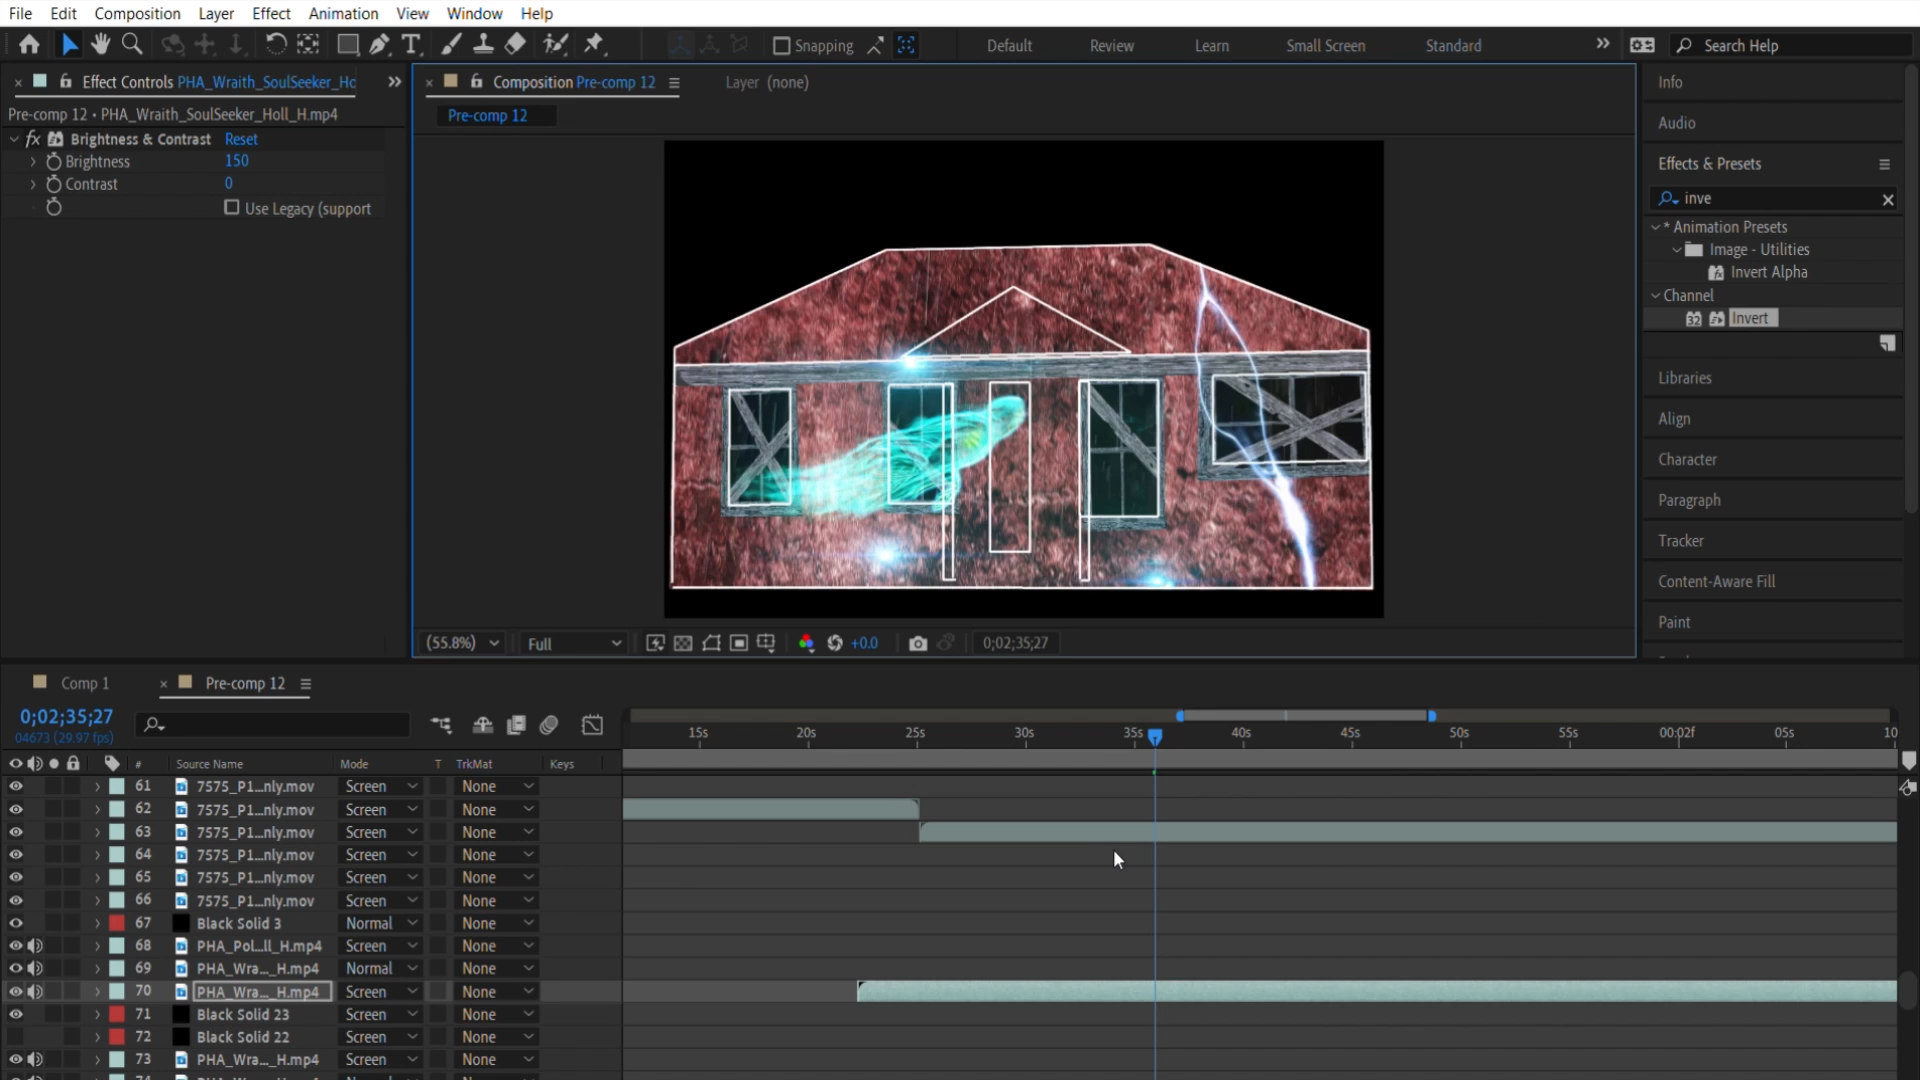 File Edit Composition Layer Effect Animation View Window Help
Snapping Default Review Learn Small Screen Standard Search Help
Effect Controls PHA_Wraith_SoulSeeker_Ho
Pre-comp 12 • PHA_Wraith_SoulSeeker_Holl_H.mp4
fx Brightness & Contrast Reset
Brightness 150
Contrast 0
Use Legacy (support
Composition Pre-comp 12 Layer (none)
Pre-comp 12
(55.8%) Full +0.0 0;02;35;27
Info
Audio
Effects & Presets
inve
* Animation Presets
Image - Utilities
Invert Alpha
Channel
32 Invert
Libraries
Align
Character
Paragraph
Tracker
Content-Aware Fill
Paint
Comp 1 Pre-comp 12
0;02;35;27
04673 (29.97 fps)
15s 20s 25s 30s 35s 40s 45s 50s 55s 00:02f 05s 10
# Source Name Mode T TrkMat Keys
61 7575_P1...nly.mov Screen None
62 7575_P1...nly.mov Screen None
63 7575_P1...nly.mov Screen None
64 7575_P1...nly.mov Screen None
65 7575_P1...nly.mov Screen None
66 7575_P1...nly.mov Screen None
67 Black Solid 3 Normal None
68 PHA_Pol...ll_H.mp4 Screen None
69 PHA_Wra..._H.mp4 Normal None
70 PHA_Wra..._H.mp4 Screen None
71 Black Solid 23 Screen None
72 Black Solid 22 Screen None
73 PHA_Wra..._H.mp4 Screen None